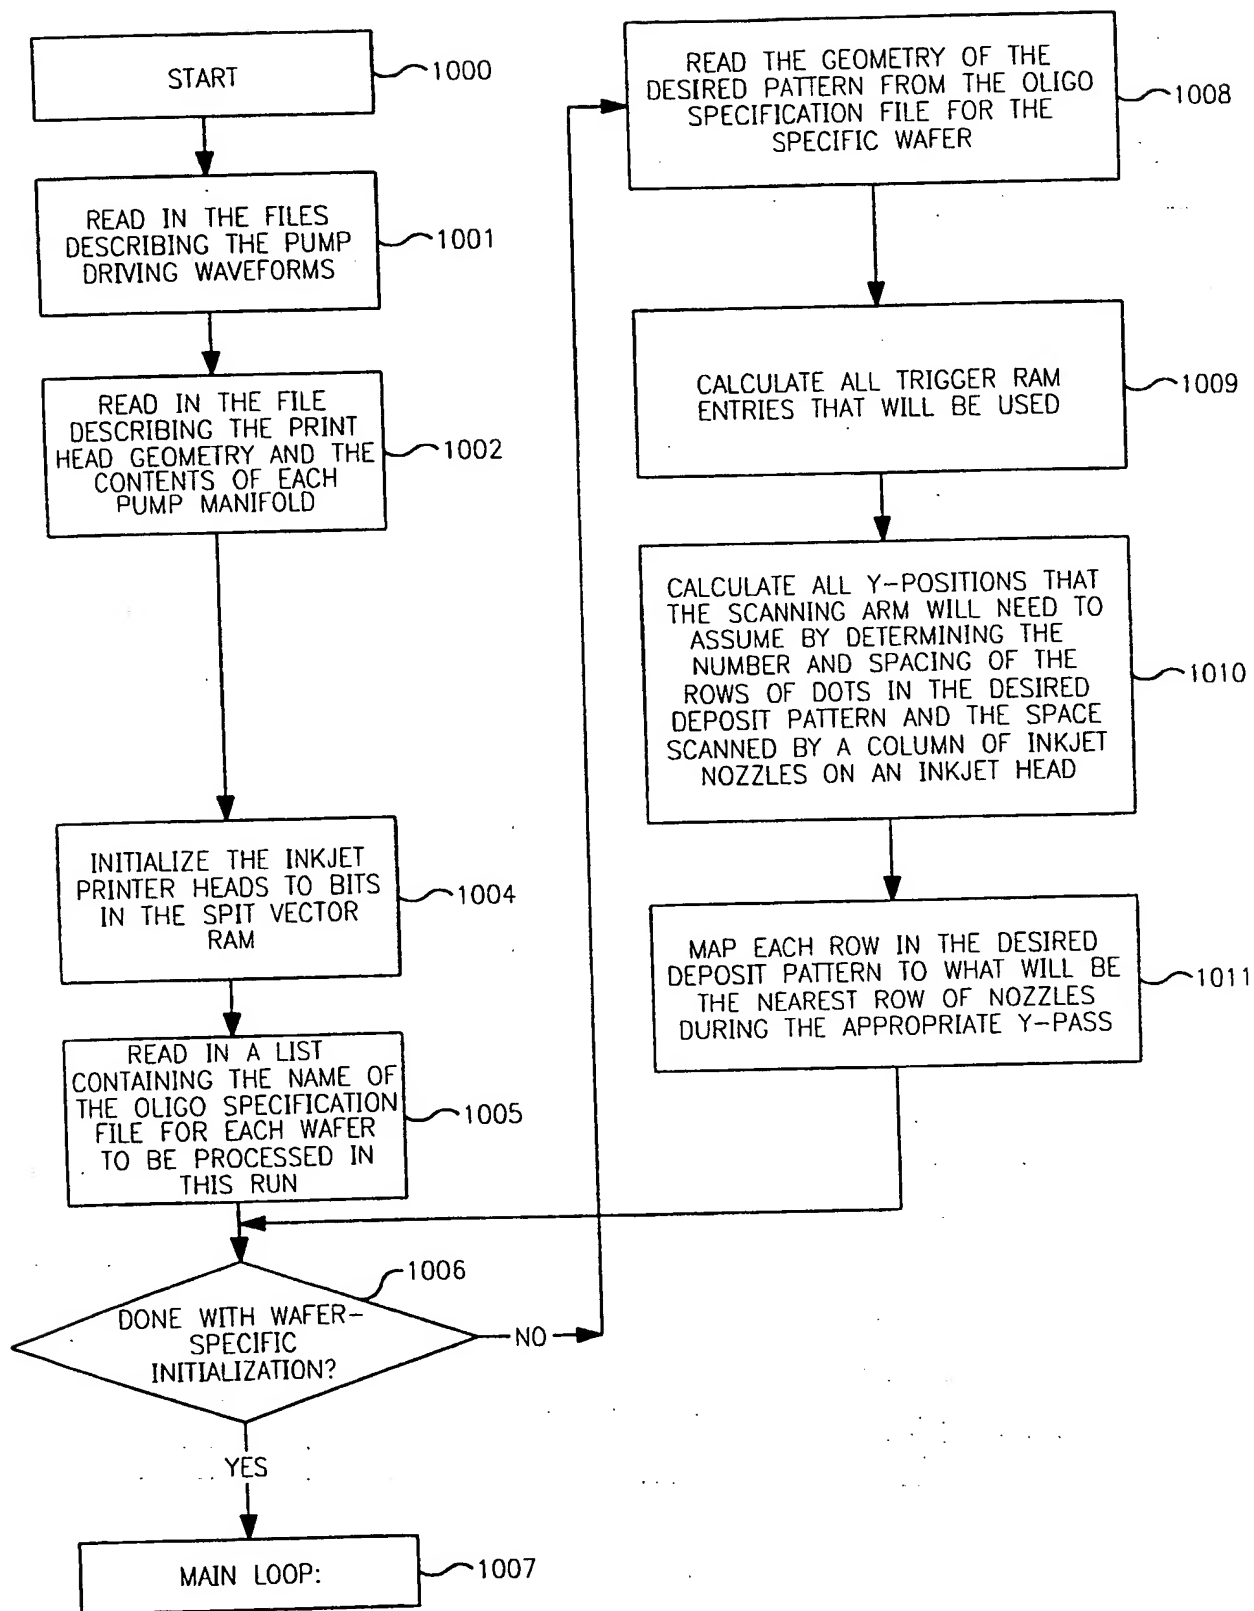 START
1000
READ IN THE FILES
DESCRIBING THE PUMP
DRIVING WAVEFORMS
1001
READ IN THE FILE
DESCRIBING THE PRINT
HEAD GEOMETRY AND THE
CONTENTS OF EACH
PUMP MANIFOLD
1002
INITIALIZE THE INKJET
PRINTER HEADS TO BITS
IN THE SPIT VECTOR
RAM
1004
READ IN A LIST
CONTAINING THE NAME OF
THE OLIGO SPECIFICATION
FILE FOR EACH WAFER
TO BE PROCESSED IN
THIS RUN
1005
1006
DONE WITH WAFER-
SPECIFIC
INITIALIZATION?
NO
YES
MAIN LOOP:
1007
READ THE GEOMETRY OF THE
DESIRED PATTERN FROM THE OLIGO
SPECIFICATION FILE FOR THE
SPECIFIC WAFER
1008
CALCULATE ALL TRIGGER RAM
ENTRIES THAT WILL BE USED
1009
CALCULATE ALL Y-POSITIONS THAT
THE SCANNING ARM WILL NEED TO
ASSUME BY DETERMINING THE
NUMBER AND SPACING OF THE
ROWS OF DOTS IN THE DESIRED
DEPOSIT PATTERN AND THE SPACE
SCANNED BY A COLUMN OF INKJET
NOZZLES ON AN INKJET HEAD
1010
MAP EACH ROW IN THE DESIRED
DEPOSIT PATTERN TO WHAT WILL BE
THE NEAREST ROW OF NOZZLES
DURING THE APPROPRIATE Y-PASS
1011